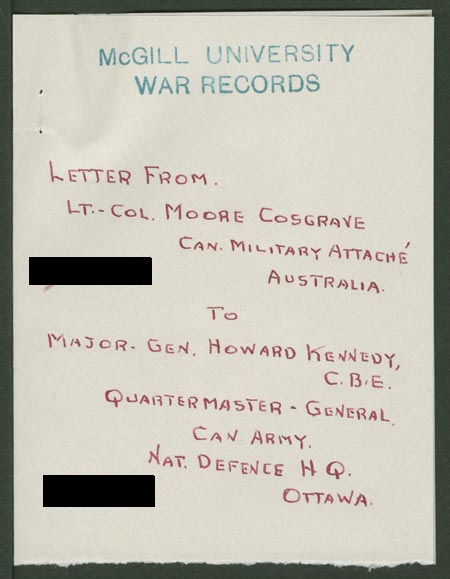 McGILL UNIVERSITY
WAR RECORDS
LETTER FROM.
LT.-COL. MOORE COSGRAVE
CAN. MILITARY ATTACHÉ
AUSTRALIA.
TO
MAJOR-GEN. HOWARD KENNEDY,
C.B.E.
QUARTERMASTER-GENERAL.
CAN ARMY.
NAT. DEFENCE H Q.
OTTAWA.